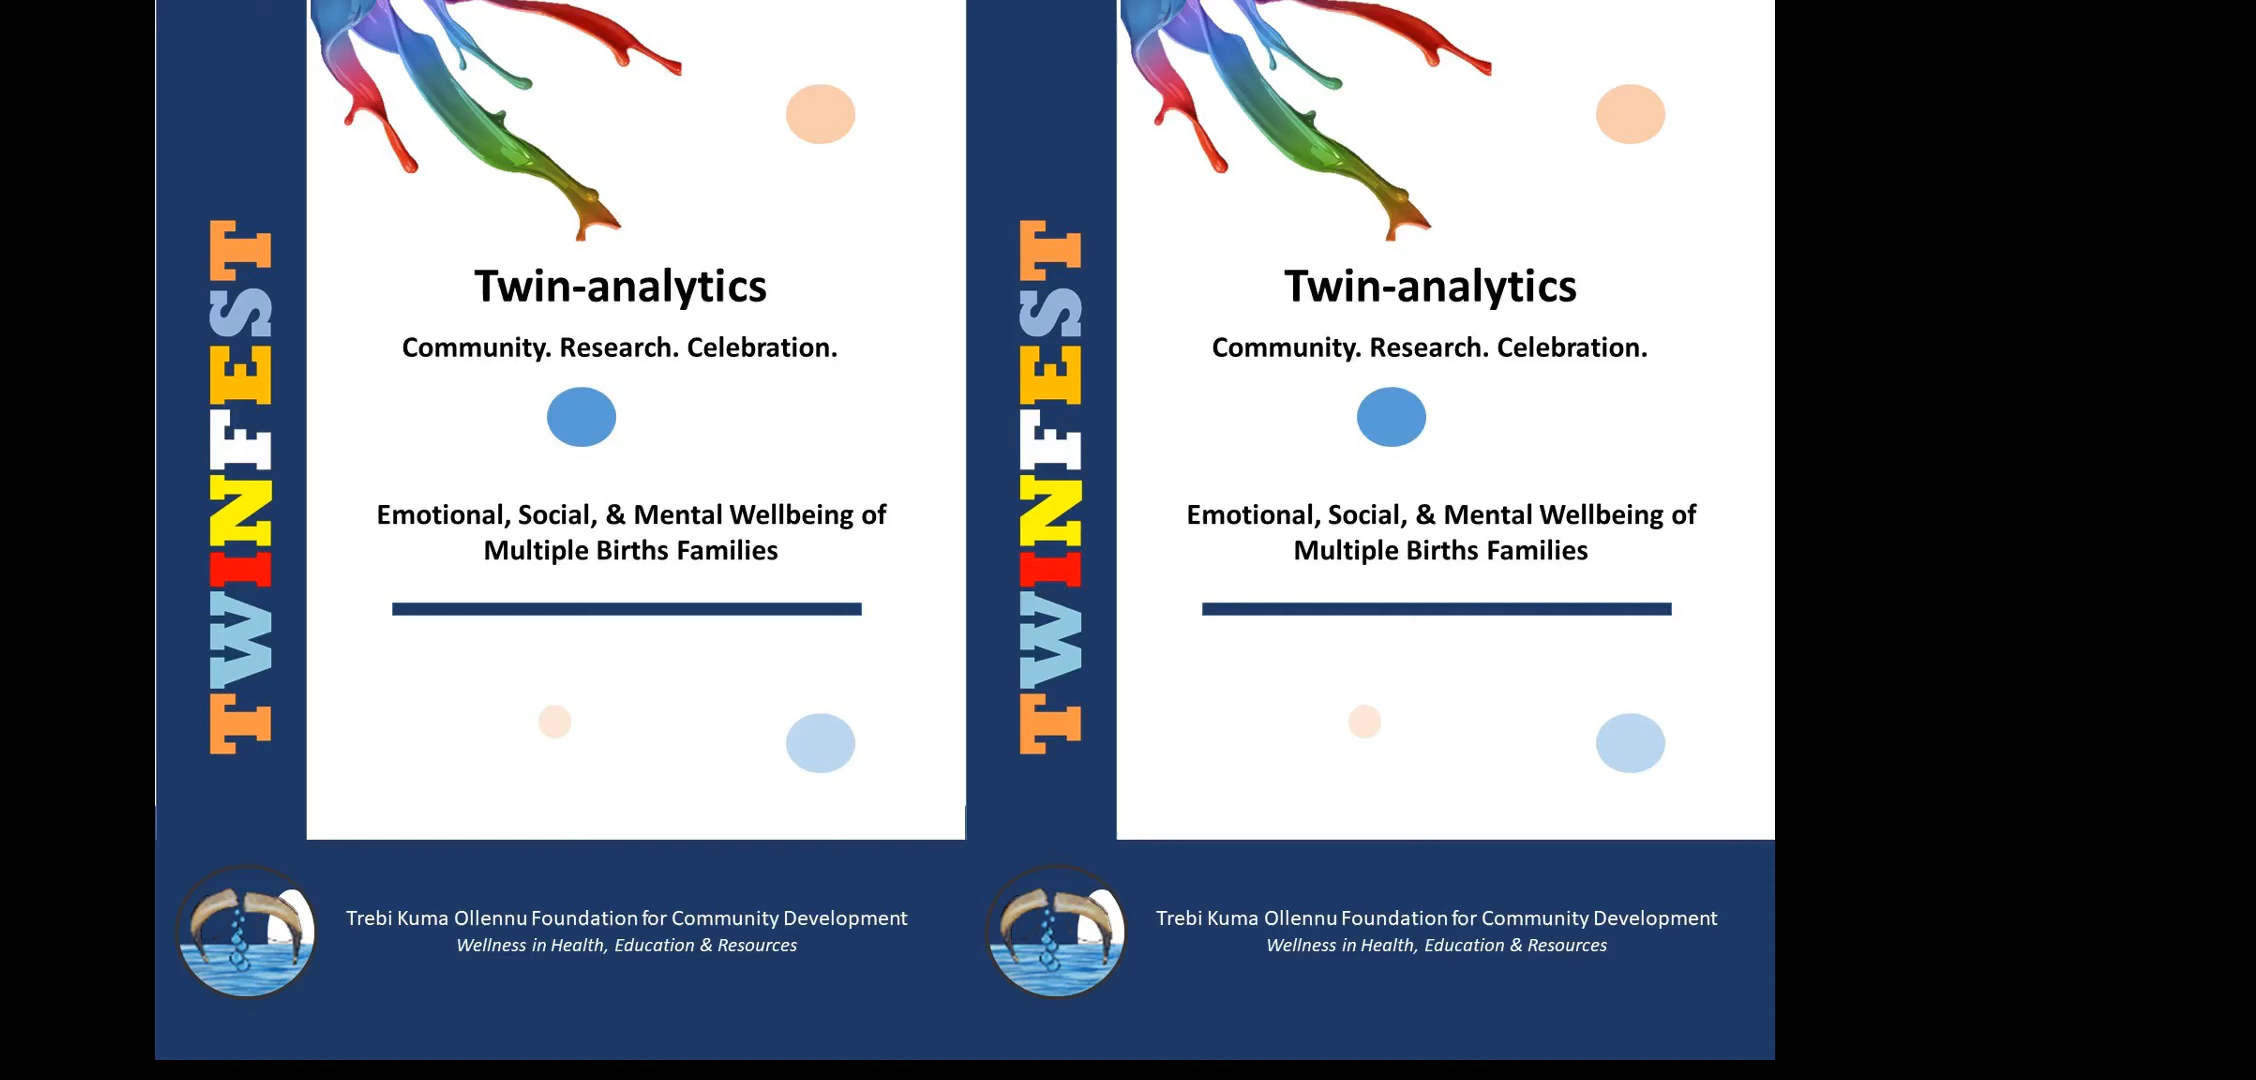 TWINFEST
Twin-analytics
Community. Research. Celebration.
Emotional, Social, & Mental Wellbeing of
Multiple Births Families
Trebi Kuma Ollennu Foundation for Community Development
Wellness in Health, Education & Resources
TWINFEST
Twin-analytics
Community. Research. Celebration.
Emotional, Social, & Mental Wellbeing of
Multiple Births Families
Trebi Kuma Ollennu Foundation for Community Development
Wellness in Health, Education & Resources